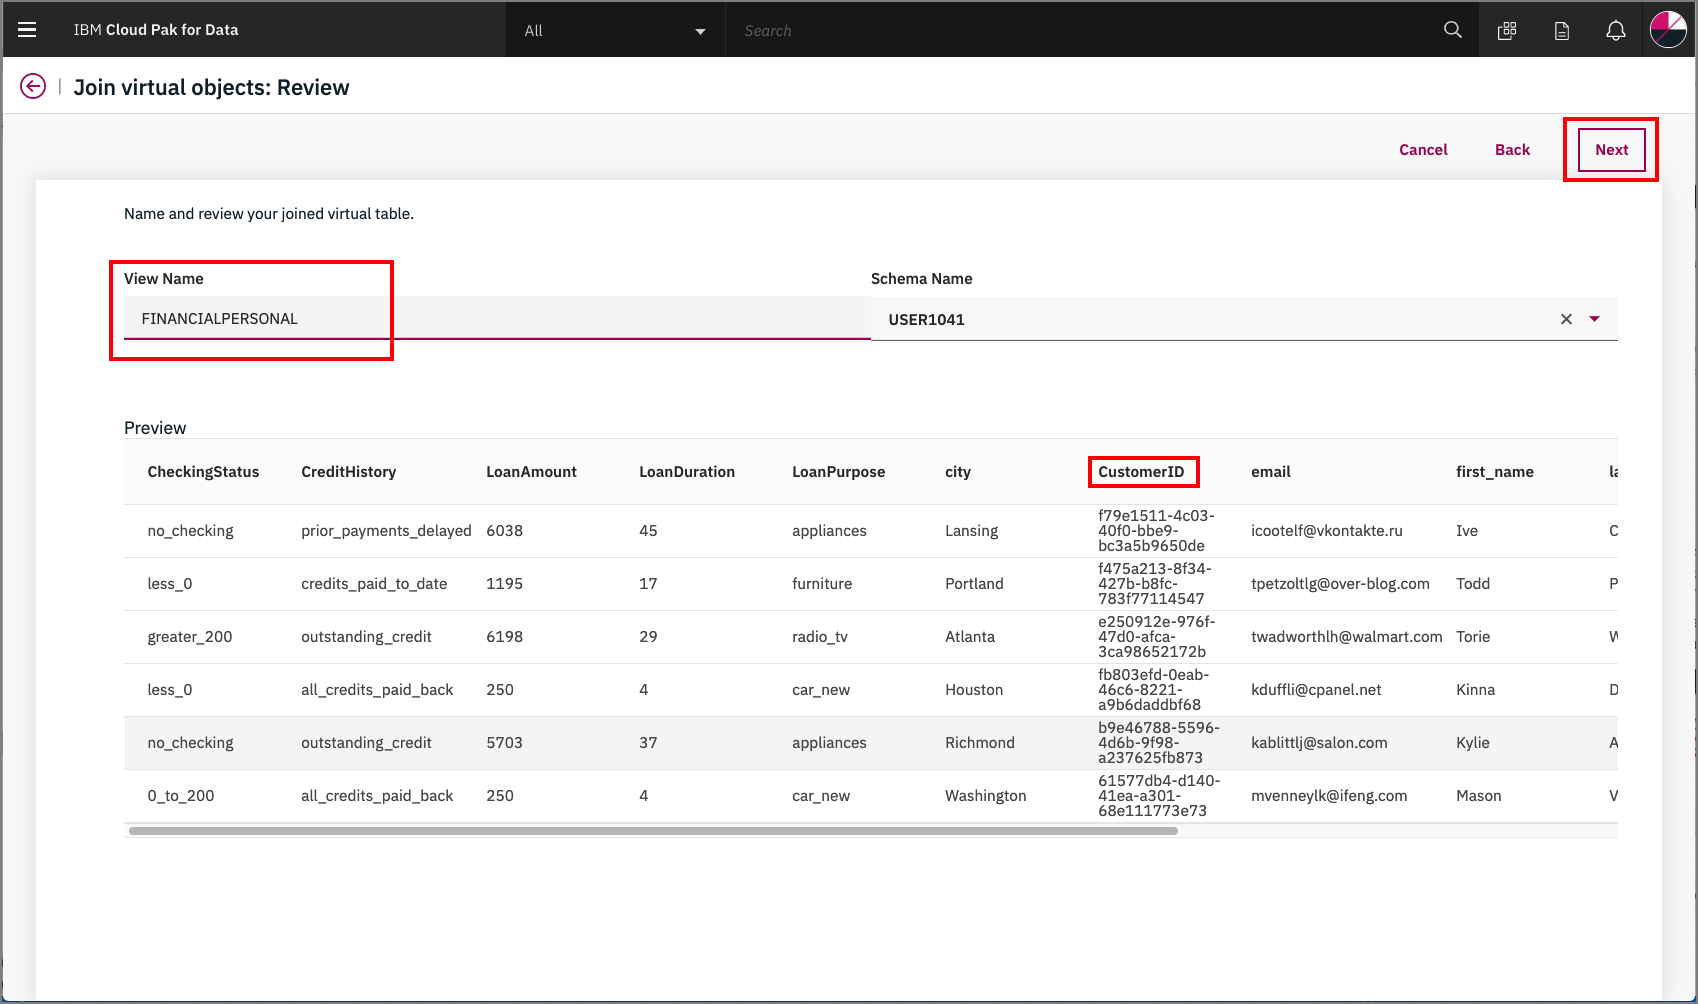 IBM Cloud Pak for Data
All
Search
Join virtual objects: Review
Cancel
Back
Next
Name and review your joined virtual table.
View Name
Schema Name
FINANCIALPERSONAL
USER1041
Preview
CheckingStatus CreditHistory LoanAmount LoanDuration LoanPurpose city CustomerID email first_name la
no_checking prior_payments_delayed 6038 45 appliances Lansing f79e1511-4c03-40f0-bbe9-bc3a5b9650de icootelf@vkontakte.ru Ive C
less_0 credits_paid_to_date 1195 17 furniture Portland f475a213-8f34-427b-b8fc-783f77114547 tpetzoltlg@over-blog.com Todd P
greater_200 outstanding_credit 6198 29 radio_tv Atlanta e250912e-976f-47d0-afca-3ca98652172b twadworthlh@walmart.com Torie W
less_0 all_credits_paid_back 250 4 car_new Houston fb803efd-0eab-46c6-8221-a9b6daddbf68 kduffli@cpanel.net Kinna D
no_checking outstanding_credit 5703 37 appliances Richmond b9e46788-5596-4d6b-9f98-a237625fb873 kablittlj@salon.com Kylie A
0_to_200 all_credits_paid_back 250 4 car_new Washington 61577db4-d140-41ea-a301-68e111773e73 mvenneylk@ifeng.com Mason V